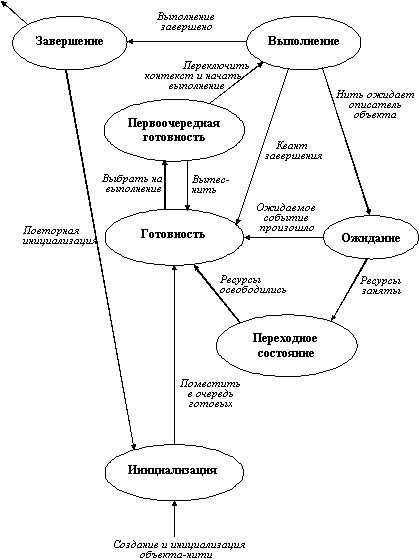 Выполнение
завершено
Завершение
Выполнение
Переключить
контекст и начать
выполнение
Нить ожидает
описатель
объекта
Первоочередная
готовность
Квант
завершения
Выбрать на
выполнение
Вытес-
нить
Ожидаемое
событие
произошло
Повторная
инициализация
Готовность
Ожидание
Ресурсы
освободились
Ресурсы
заняты
Переходное
состояние
Поместить
в очередь
готовых
Инициализация
Создание и инициализация
объекта-нити